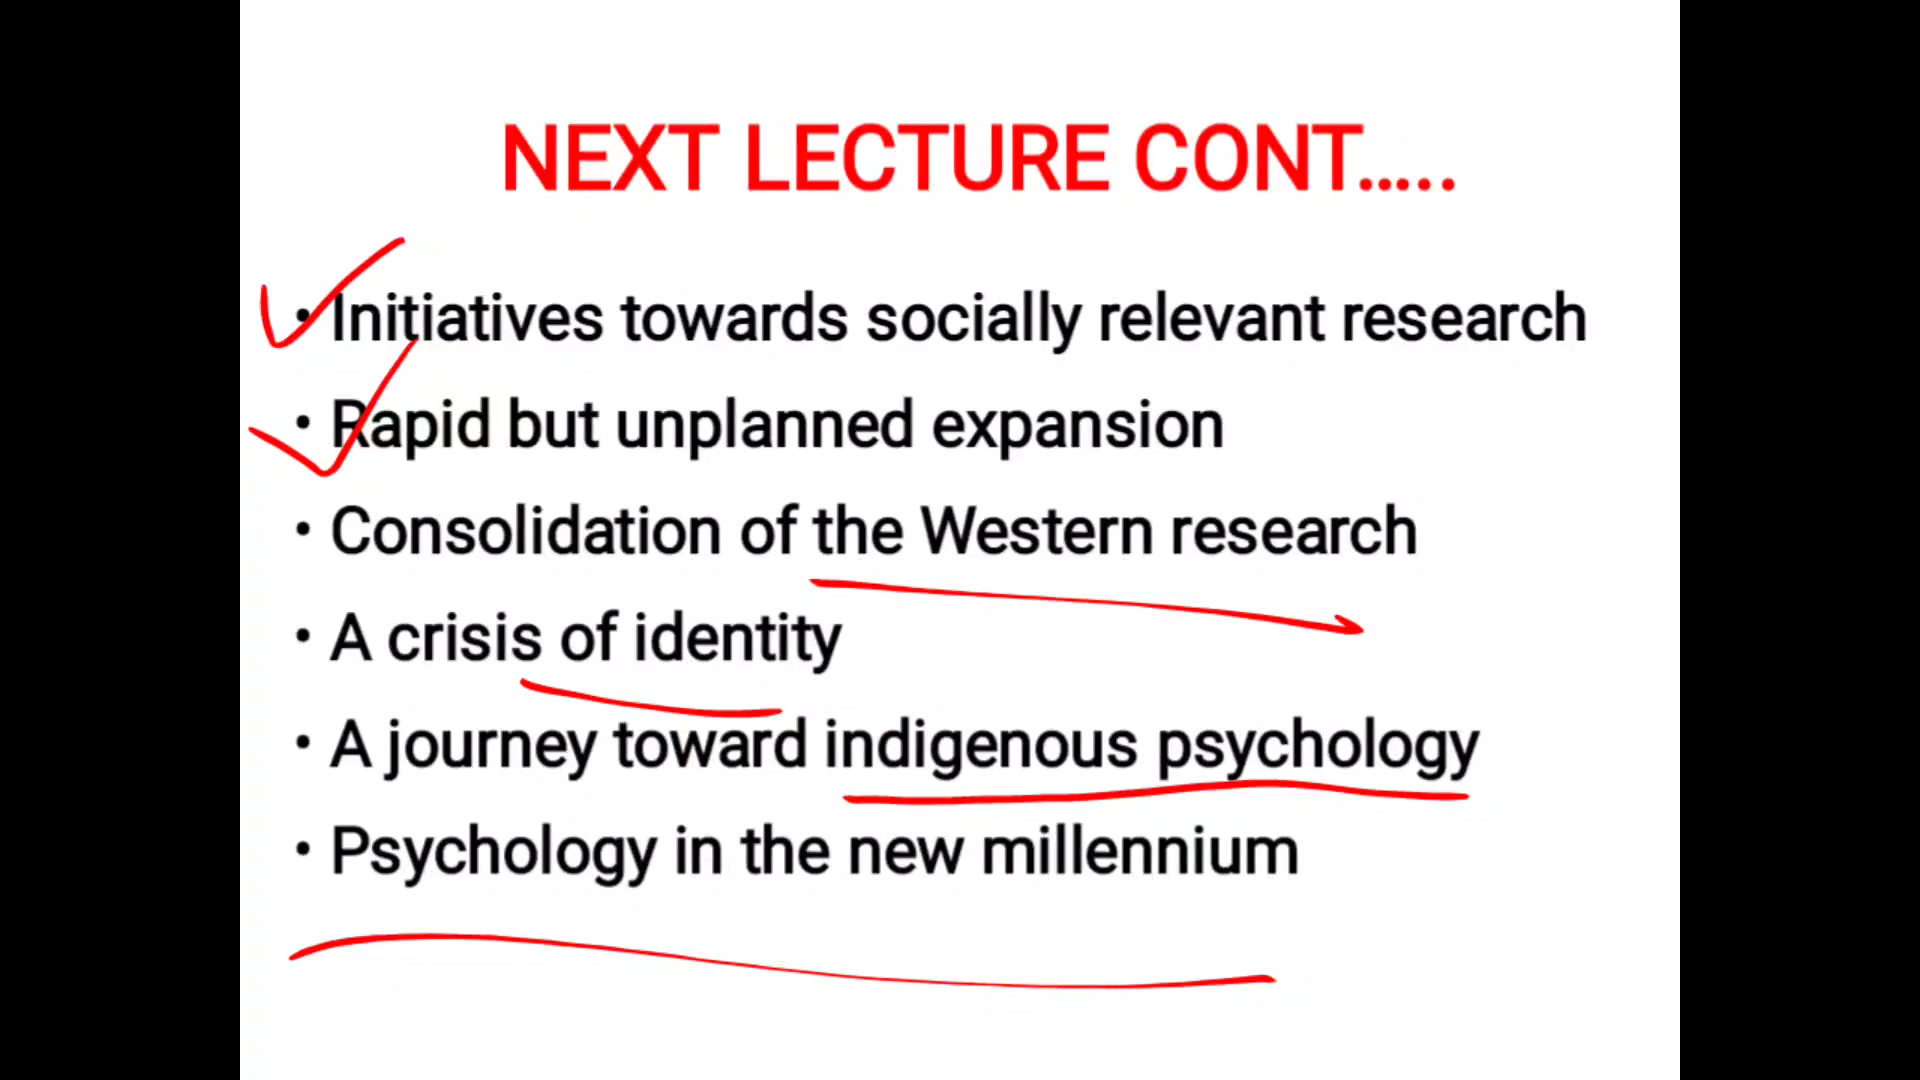 NEXT LECTURE CONT.....
• Initiatives towards socially relevant research
• Rapid but unplanned expansion
• Consolidation of the Western research
• A crisis of identity
• A journey toward indigenous psychology
• Psychology in the new millennium